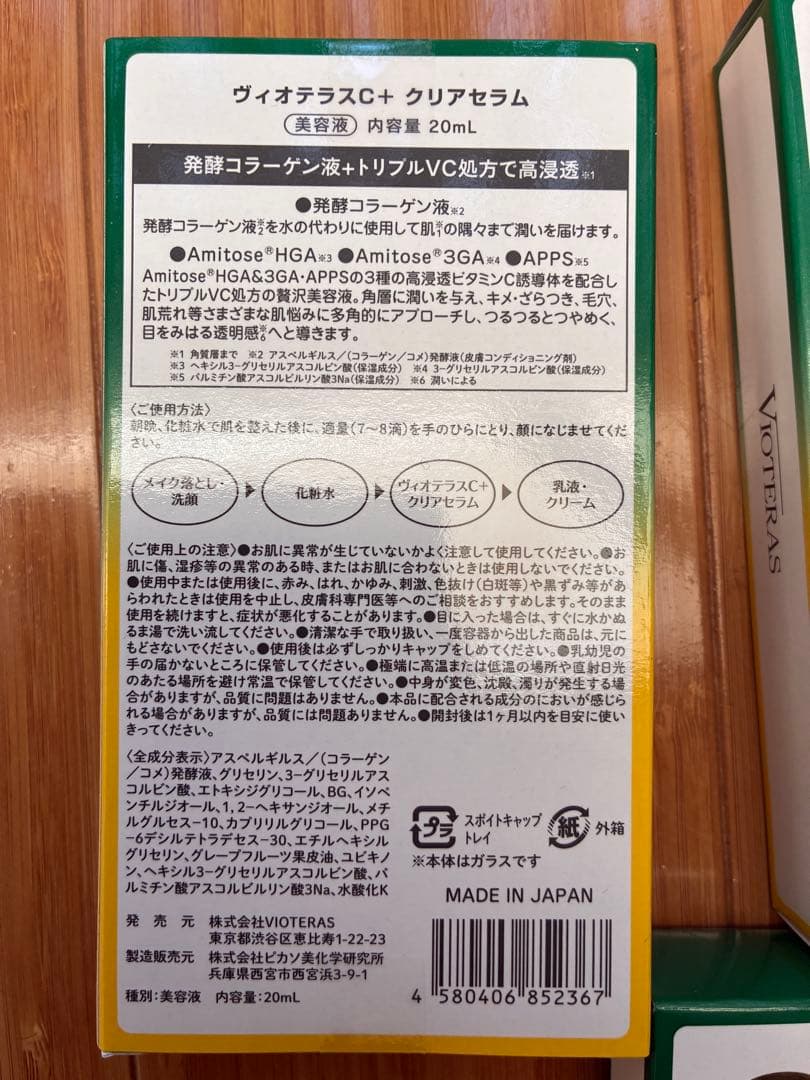 ヴィオテラスC+ クリアセラム
美容液 内容量 20mL
発酵コラーゲン液+トリプルVC処方で高浸透※1
●発酵コラーゲン液※2
発酵コラーゲン液※2を水の代わりに使用して肌※1の隅々まで潤いを届けます。
●Amitose®HGA※3 ●Amitose®3GA※4 ●APPS※5
Amitose®HGA&3GA・APPSの3種の高浸透ビタミンC誘導体を配合し
たトリプルVC処方の贅沢美容液。角層に潤いを与え、キメ・ざらつき、毛穴、
肌荒れ等さまざまな肌悩みに多角的にアプローチし、つるつるとつやめく、
目をみはる透明感※6へと導きます。
※1 角質層まで ※2 アスペルギルス/(コラーゲン/コメ)発酵液(皮膚コンディショニング剤)
※3 ヘキシル3-グリセリルアスコルビン酸(保湿成分) ※4 3-グリセリルアスコルビン酸(保湿成分)
※5 パルミチン酸アスコルビルリン酸3Na(保湿成分) ※6 潤いによる
〈ご使用方法〉
朝晩、化粧水で肌を整えた後に、適量(7〜8滴)を手のひらにとり、顔になじませてくだ
さい。
メイク落とし・
洗顔
化粧水
ヴィオテラスC+
クリアセラム
乳液・
クリーム
〈ご使用上の注意〉●お肌に異常が生じていないかよく注意して使用してください。●お
肌に傷、湿疹等の異常のある時、またはお肌に合わないときは使用しないでください。
●使用中または使用後に、赤み、はれ、かゆみ、刺激、色抜け(白斑等)や黒ずみ等があ
らわれたときは使用を中止し、皮膚科専門医等へのご相談をおすすめします。そのまま
使用を続けますと、症状が悪化することがあります。●目に入った場合は、すぐに水かぬ
るま湯で洗い流してください。●清潔な手で取り扱い、一度容器から出した商品は、元に
もどさないでください。●使用後は必ずしっかりキャップをしめてください。●乳幼児の
手の届かないところに保管してください。●極端に高温または低温の場所や直射日光
のあたる場所を避け常温で保管してください。●中身が変色、沈殿、濁りが発生する場
合がありますが、品質に問題はありません。●本品に配合される成分のにおいが感じら
れる場合がありますが、品質には問題ありません。●開封後は1ヶ月以内を目安に使い
きってください。
〈全成分表示〉アスペルギルス/(コラーゲン
/コメ)発酵液、グリセリン、3-グリセリルアス
コルビン酸、エトキシジグリコール、BG、イソペ
ンチルジオール、1,2-ヘキサンジオール、メチ
ルグルセス-10、カプリリルグリコール、PPG
-6デシルテトラデセス-30、エチルヘキシル
グリセリン、グレープフルーツ果皮油、ユビキノ
ン、ヘキシル3-グリセリルアスコルビン酸、パ
ルミチン酸アスコルビルリン酸3Na、水酸化K
プラ
スポイトキャップ
トレイ
紙
外箱
※本体はガラスです
MADE IN JAPAN
発売元 株式会社VIOTERAS
東京都渋谷区恵比寿1-22-23
製造販売元 株式会社ピカソ美化学研究所
兵庫県西宮市西宮浜3-9-1
種別:美容液 内容量:20mL
4 580406 852367
VIOTERAS